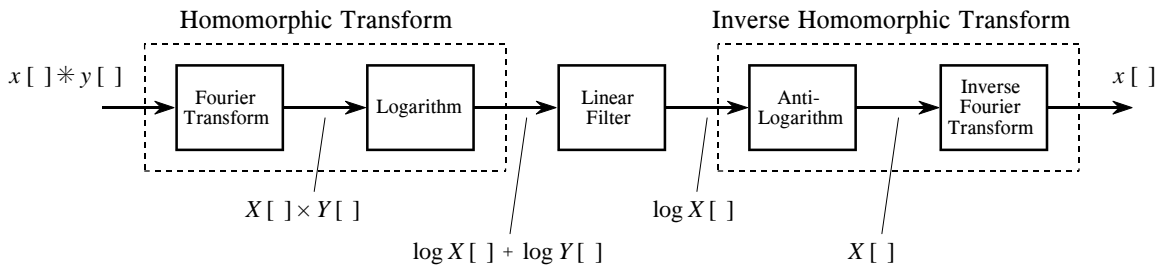 Homomorphic Transform
Inverse Homomorphic Transform
x [ ] ✳ y [ ]
Fourier
Transform
Logarithm
Linear
Filter
Anti-
Logarithm
Inverse
Fourier
Transform
x [ ]
X [ ] × Y [ ]
log X [ ] + log Y [ ]
log X [ ]
X [ ]